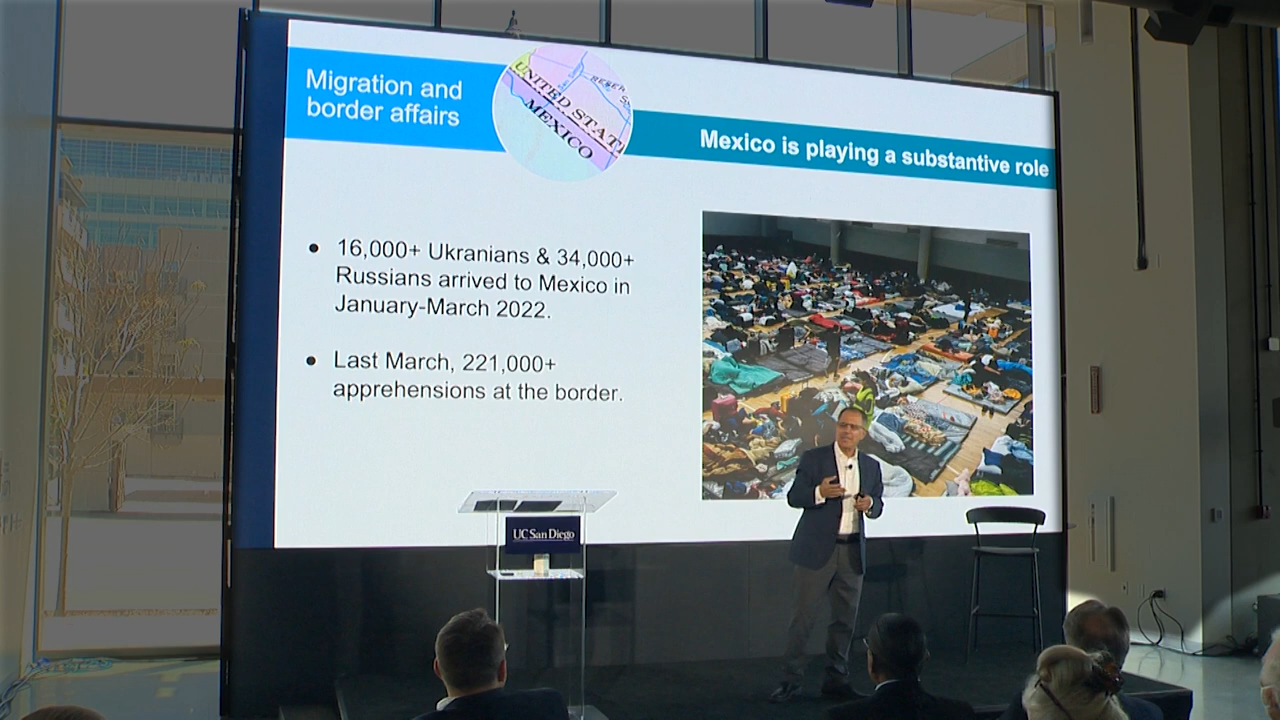 Migration and
border affairs
UNITED STAT
MEXICO
Mexico is playing a substantive role
16,000+ Ukranians & 34,000+
Russians arrived to Mexico in
January-March 2022.
Last March, 221,000+
apprehensions at the border.
UC San Diego